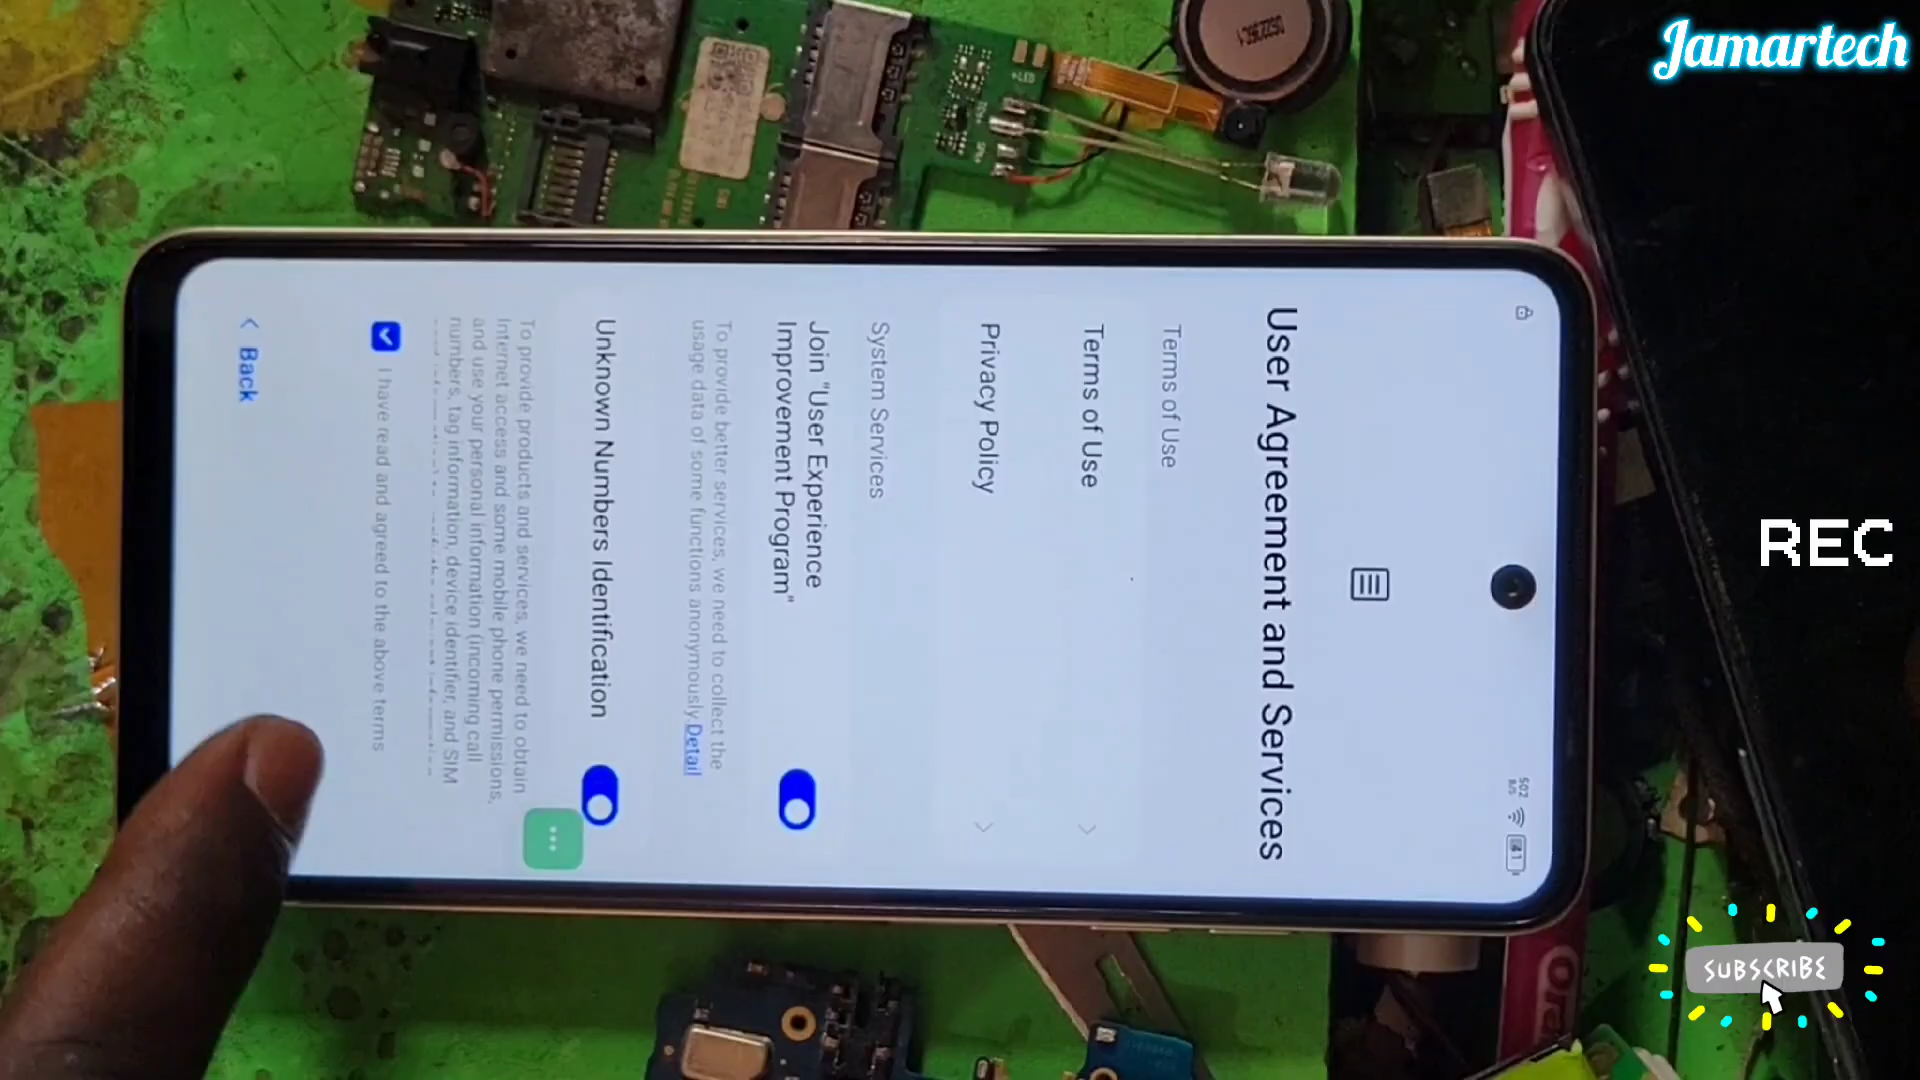 Jamartech
REC
SUBSCRIBE
502
B/S
41
User Agreement and Services
Terms of Use
Terms of Use
Privacy Policy
System Services
Join "User Experience
Improvement Program"
To provide better services, we need to collect the
usage data of some functions anonymously.Detail
Unknown Numbers Identification
To provide products and services, we need to obtain
Internet access and some mobile phone permissions,
and use your personal information (incoming call
numbers, tag information, device identifier, and SIM
I have read and agreed to the above terms
Back
+LED